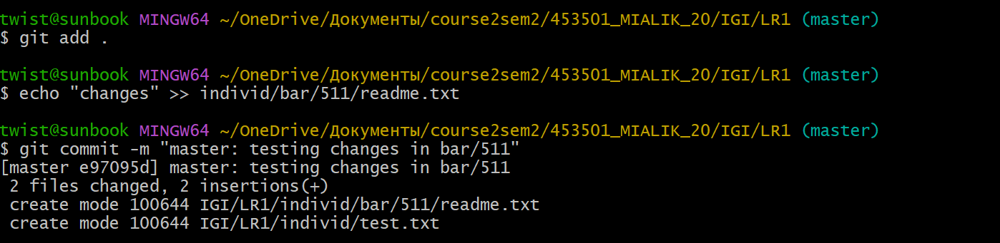 twist@sunbook MINGW64 ~/OneDrive/Документы/course2sem2/453501_MIALIK_20/IGI/LR1 (master)
$ git add .
twist@sunbook MINGW64 ~/OneDrive/Документы/course2sem2/453501_MIALIK_20/IGI/LR1 (master)
$ echo "changes" >> individ/bar/511/readme.txt
twist@sunbook MINGW64 ~/OneDrive/Документы/course2sem2/453501_MIALIK_20/IGI/LR1 (master)
$ git commit -m "master: testing changes in bar/511"
[master e97095d] master: testing changes in bar/511
 2 files changed, 2 insertions(+)
 create mode 100644 IGI/LR1/individ/bar/511/readme.txt
 create mode 100644 IGI/LR1/individ/test.txt